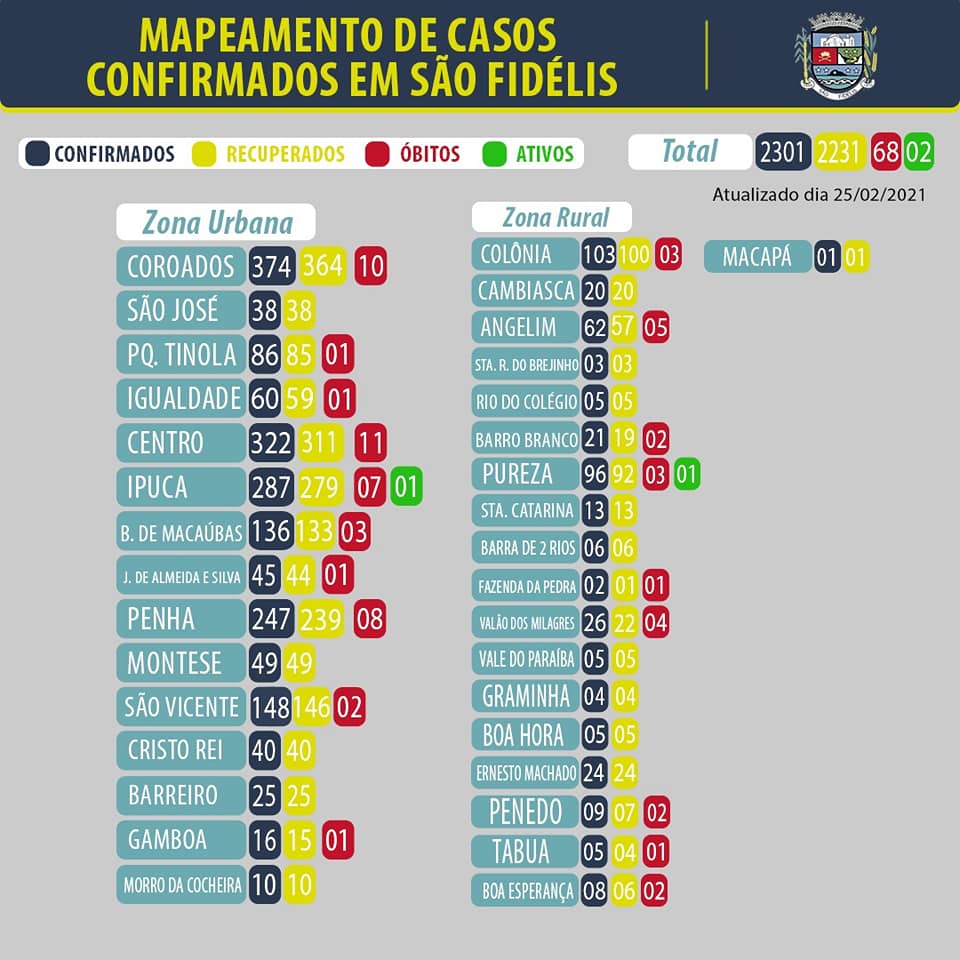 MAPEAMENTO DE CASOS
CONFIRMADOS EM SÃO FIDÉLIS
SÃO FIDELIS
CONFIRMADOS RECUPERADOS ÓBITOS ATIVOS
Total 2301 2231 68 02
Atualizado dia 25/02/2021
Zona Urbana
COROADOS 374 364 10
SÃO JOSÉ 38 38
PQ. TINOLA 86 85 01
IGUALDADE 60 59 01
CENTRO 322 311 11
IPUCA 287 279 07 01
B. DE MACAÚBAS 136 133 03
J. DE ALMEIDA E SILVA 45 44 01
PENHA 247 239 08
MONTESE 49 49
SÃO VICENTE 148 146 02
CRISTO REI 40 40
BARREIRO 25 25
GAMBOA 16 15 01
MORRO DA COCHEIRA 10 10
Zona Rural
COLÔNIA 103 100 03
CAMBIASCA 20 20
ANGELIM 62 57 05
STA. R. DO BREJINHO 03 03
RIO DO COLÉGIO 05 05
BARRO BRANCO 21 19 02
PUREZA 96 92 03 01
STA. CATARINA 13 13
BARRA DE 2 RIOS 06 06
FAZENDA DA PEDRA 02 01 01
VALÃO DOS MILAGRES 26 22 04
VALE DO PARAÍBA 05 05
GRAMINHA 04 04
BOA HORA 05 05
ERNESTO MACHADO 24 24
PENEDO 09 07 02
TABUA 05 04 01
BOA ESPERANÇA 08 06 02
MACAPÁ 01 01